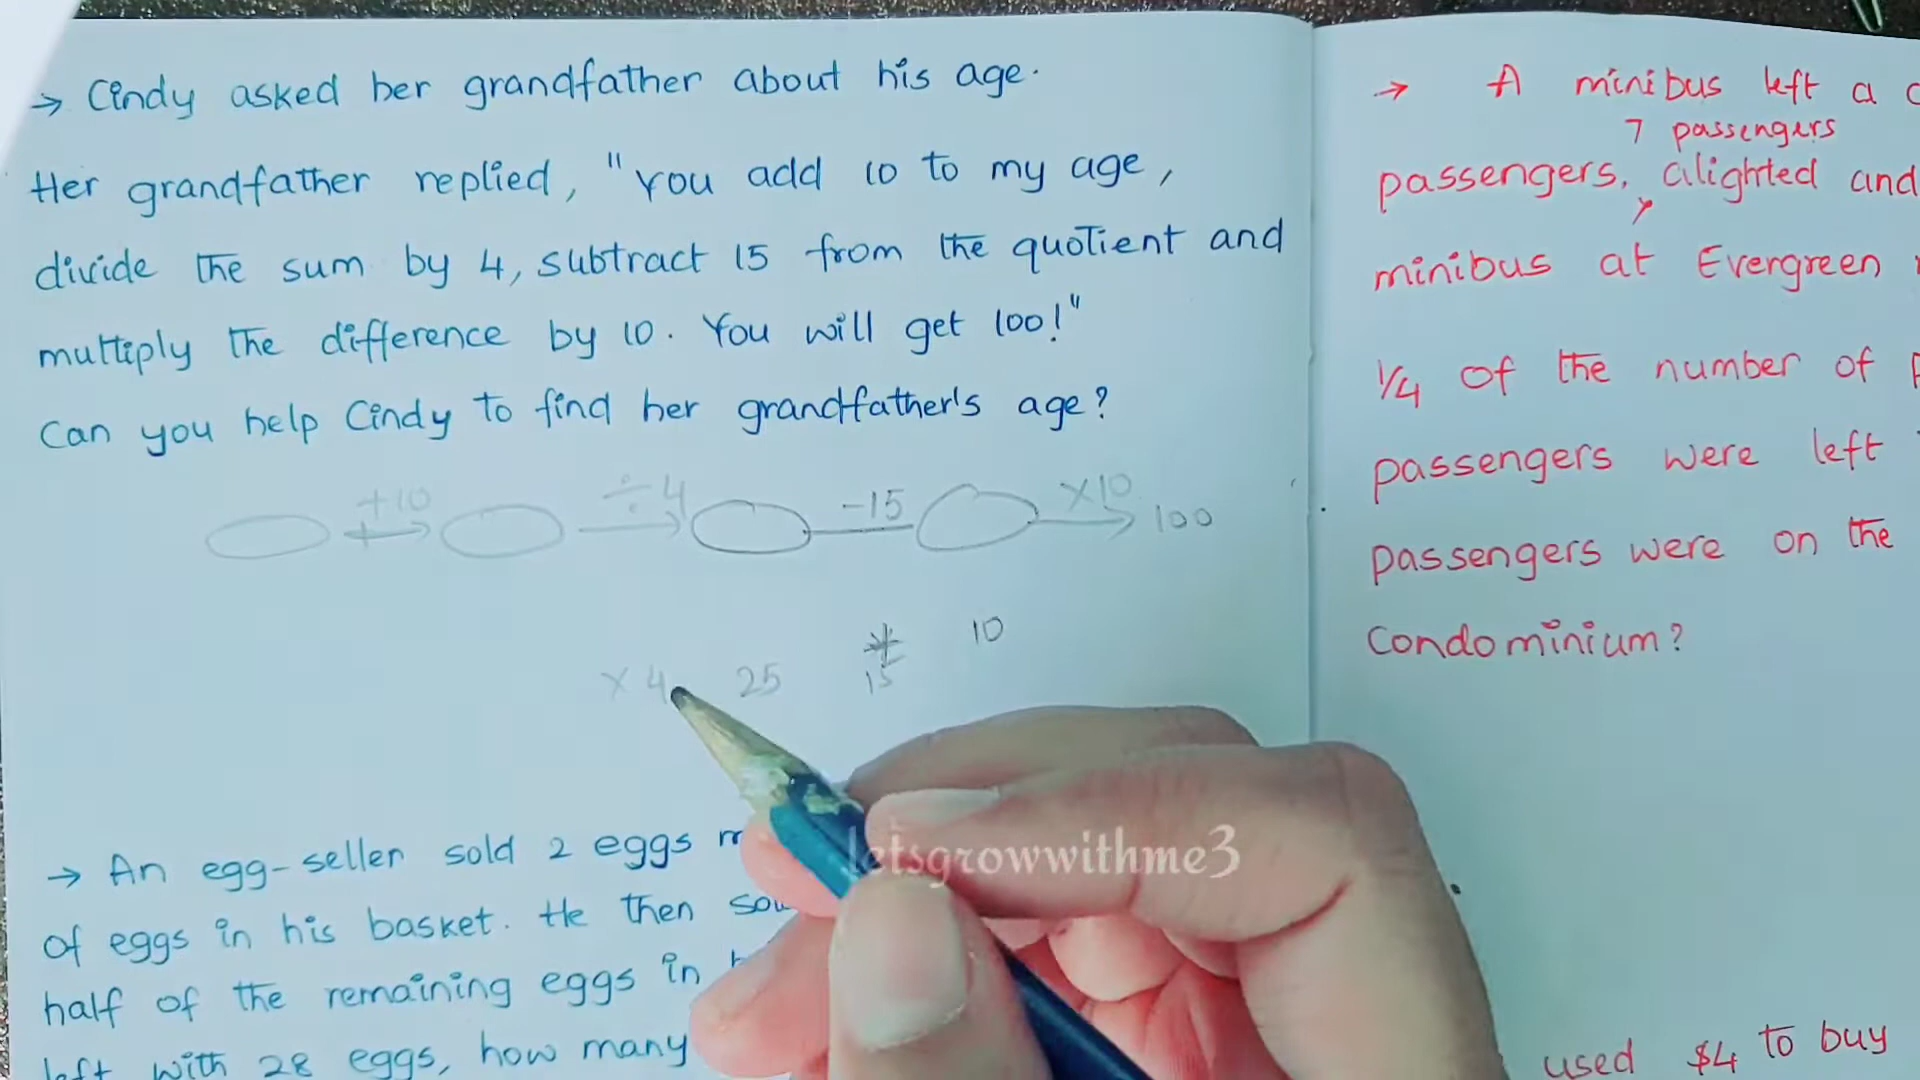 → Cindy asked her grandfather about his age.
Her grandfather replied, "You add 10 to my age,
divide the sum by 4, subtract 15 from the quotient and
multiply the difference by 10. You will get 100!"
Can you help Cindy to find her grandfather's age?
+10 ÷4 -15 ×10 100
10
×4 25 15
→ An egg-seller sold 2 eggs
of eggs in his basket. He then
half of the remaining eggs in
left with 28 eggs, how many
→ A minibus left a
7 passengers
passengers, alighted and
minibus at Evergreen
1/4 of the number of
passengers were left
passengers were on the
Condominium?
used $4 to buy
letsgrowwithme3